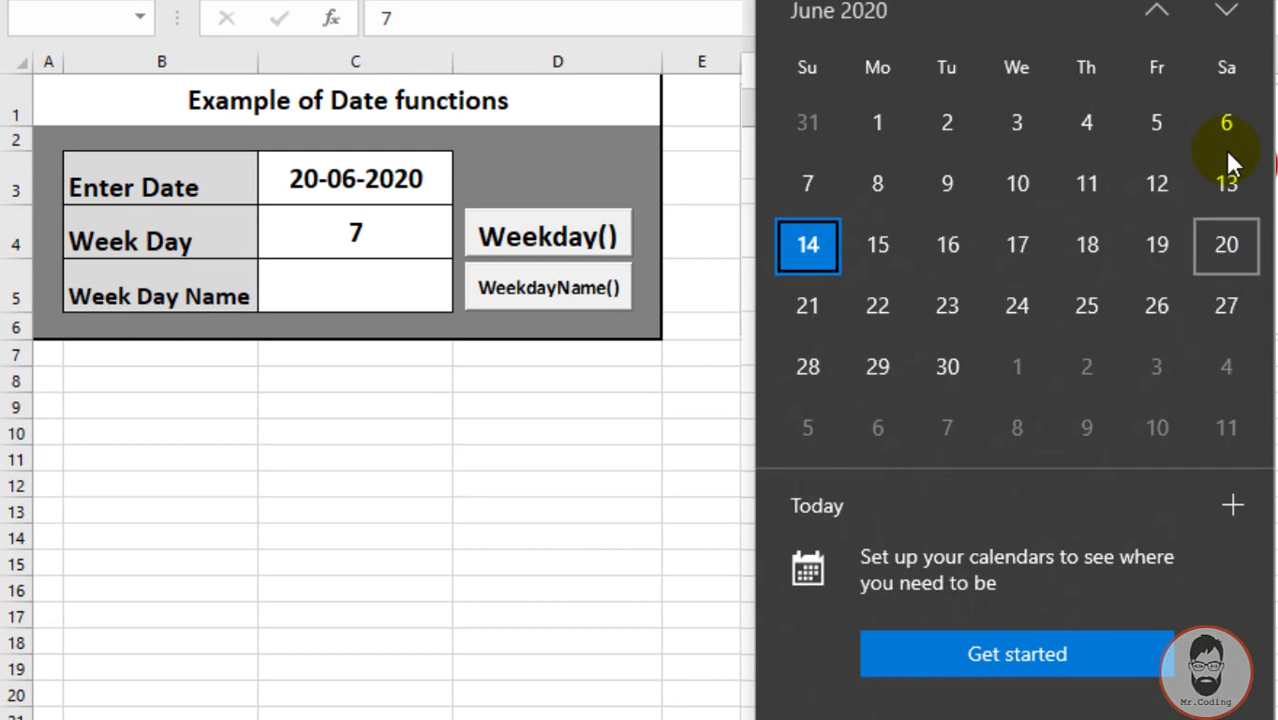 7
A B C D E
1 Example of Date functions
2
3 Enter Date 20-06-2020
4 Week Day 7 Weekday()
5 Week Day Name WeekdayName()
6
7
8
9
10
11
12
13
14
15
16
17
18
19
20
June 2020
Su Mo Tu We Th Fr Sa
31 1 2 3 4 5 6
7 8 9 10 11 12 13
14 15 16 17 18 19 20
21 22 23 24 25 26 27
28 29 30 1 2 3 4
5 6 7 8 9 10 11
Today
Set up your calendars to see where
you need to be
Get started
Mr.Coding